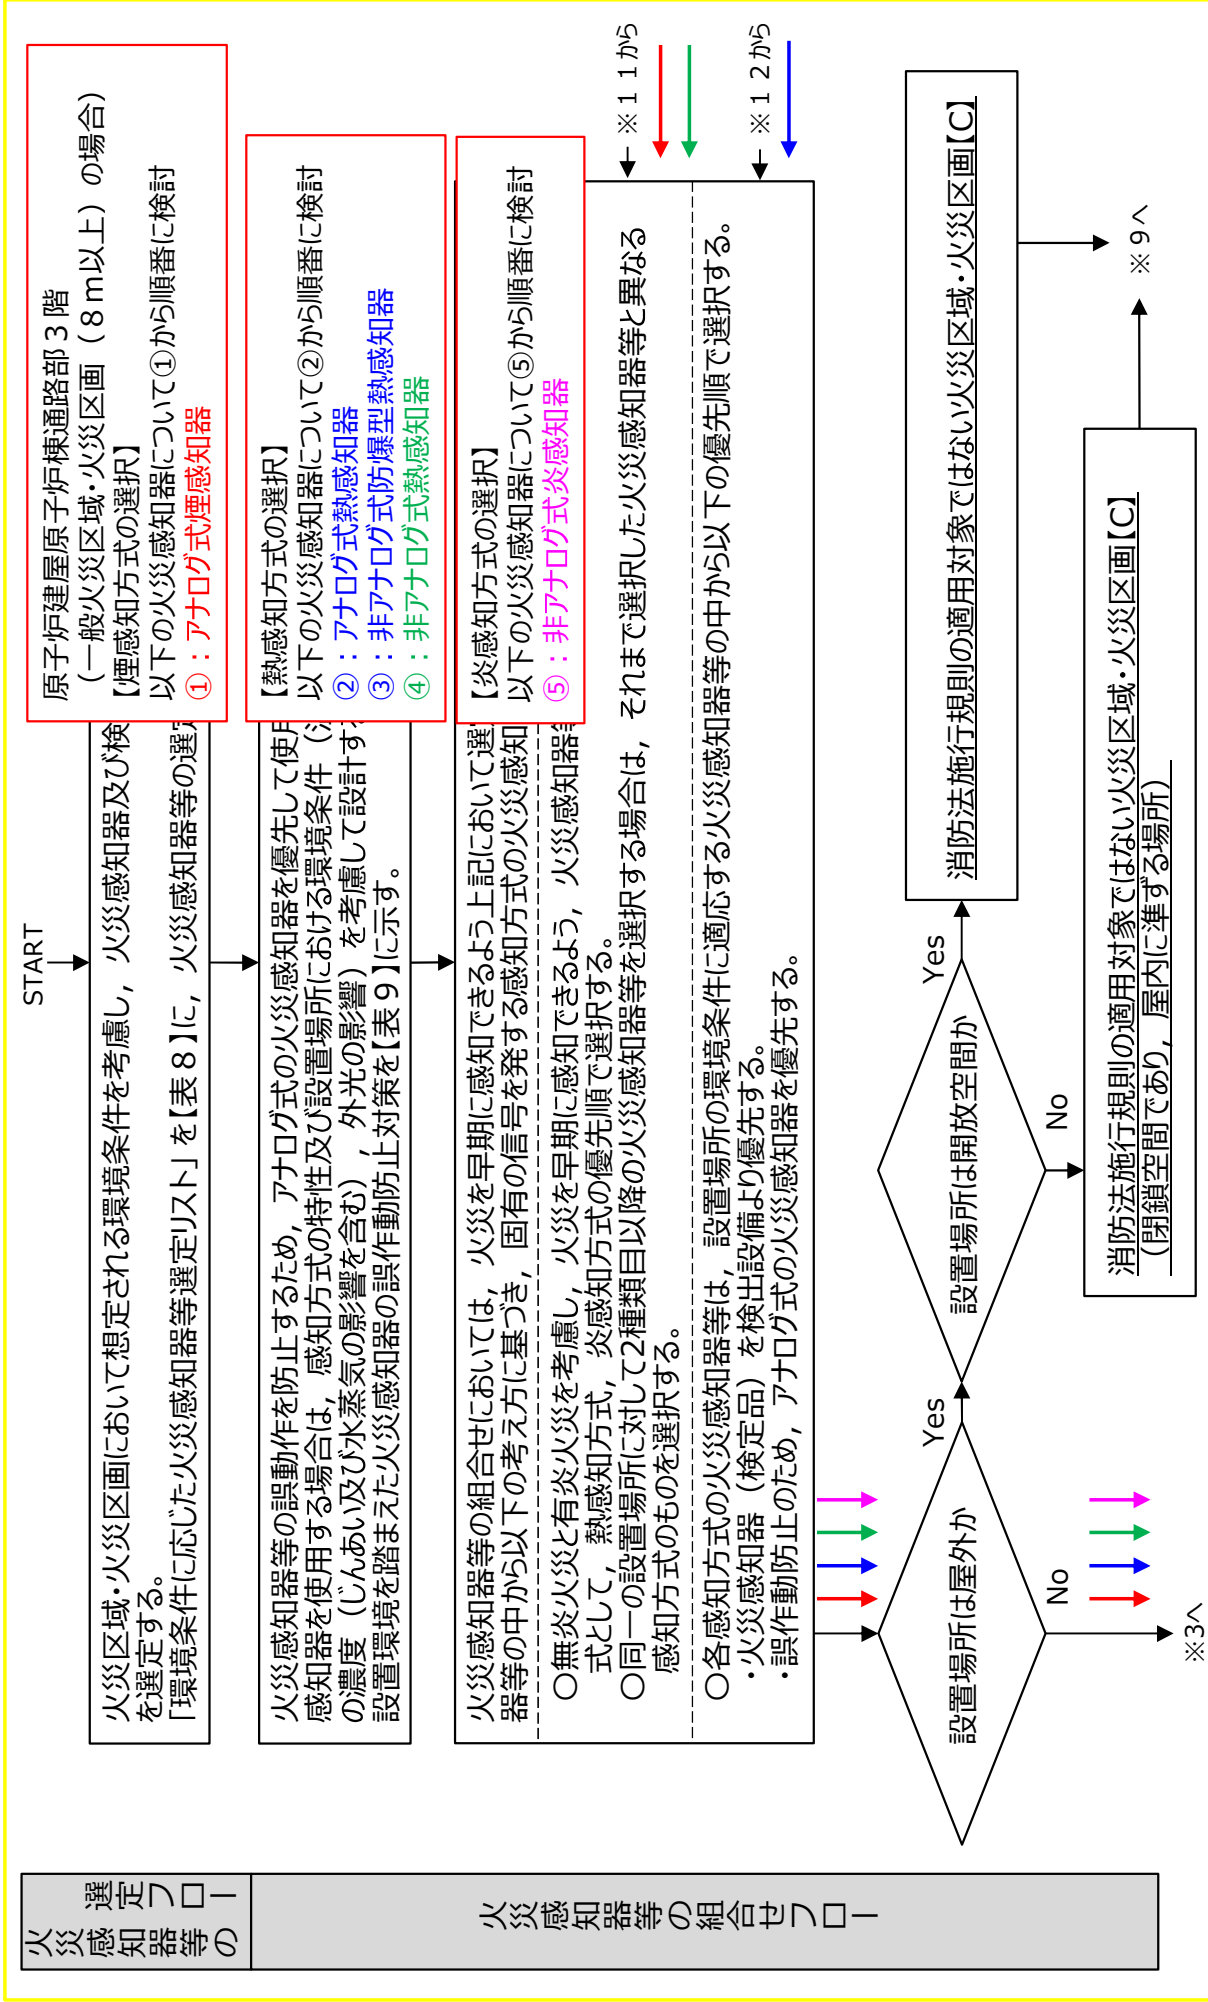 火災感知器等の
選定フロー
火災感知器等の組合せフロー
START
火災区域・火災区画において想定される環境条件を考慮し，火災感知器及び検
を選定する。
「環境条件に応じた火災感知器等選定リスト」を【表８】に，火災感知器等の選定
原子炉建屋原子炉棟通路部３階
（一般火災区域・火災区画（８ｍ以上）の場合）
【煙感知方式の選択】
以下の火災感知器について①から順番に検討
①：アナログ式煙感知器
火災感知器等の誤動作を防止するため，アナログ式の火災感知器を優先して使用
感知器を使用する場合は，感知方式の特性及び設置場所における環境条件（
の濃度（じんあい及び水蒸気の影響を含む），外光の影響）を考慮して設計する
設置環境を踏まえた火災感知器の誤作動防止対策を【表９】に示す。
【熱感知方式の選択】
以下の火災感知器について②から順番に検討
②：アナログ式熱感知器
③：非アナログ式防爆型熱感知器
④：非アナログ式熱感知器
火災感知器等の組合せにおいては，火災を早期に感知できるよう上記において選
器等の中から以下の考え方に基づき，固有の信号を発する感知方式の火災感知
【炎感知方式の選択】
以下の火災感知器について⑤から順番に検討
⑤：非アナログ式炎感知器
〇無炎火災と有炎火災を考慮し，火災を早期に感知できるよう，火災感知器等
式として，熱感知方式，炎感知方式の優先順で選択する。
〇同一の設置場所に対して2種類目以降の火災感知器等を選択する場合は，それまで選択した火災感知器等と異なる
感知方式のものを選択する。
〇各感知方式の火災感知器等は，設置場所の環境条件に適応する火災感知器等の中から以下の優先順で選択する。
・火災感知器（検定品）を検出設備より優先する。
・誤作動防止のため，アナログ式の火災感知器を優先する。
※１１から
※１２から
設置場所は屋外か
Yes
No
※3へ
設置場所は開放空間か
Yes
No
消防法施行規則の適用対象ではない火災区域・火災区画【C】
消防法施行規則の適用対象ではない火災区域・火災区画【C】
（閉鎖空間であり，屋内に準ずる場所）
※９へ